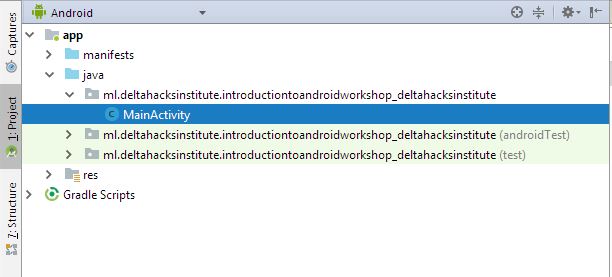 Android
Captures
1: Project
7: Structure
app
manifests
java
ml.deltahacksinstitute.introductiontoandroidworkshop_deltahacksinstitute
C MainActivity
ml.deltahacksinstitute.introductiontoandroidworkshop_deltahacksinstitute (androidTest)
ml.deltahacksinstitute.introductiontoandroidworkshop_deltahacksinstitute (test)
res
Gradle Scripts